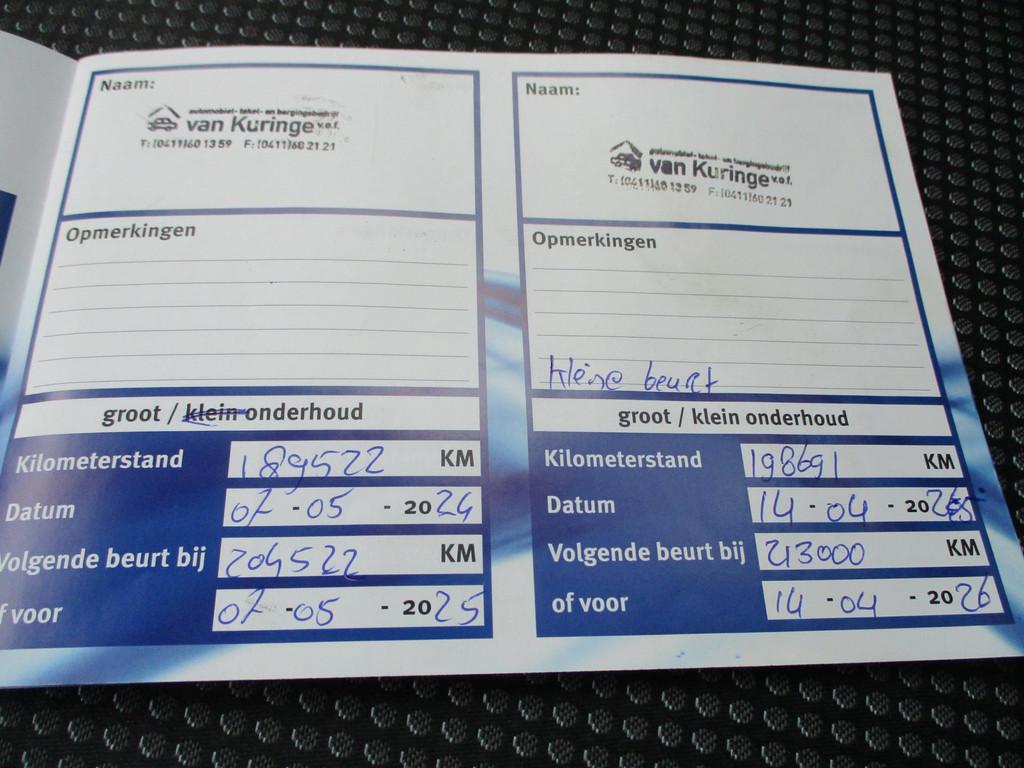 Naam:
automobiel- takel- en bergingsbedrijf
van Kuringe v.o.f.
T: (0411)60 13 59 F: (0411)60 21 21
Opmerkingen
groot / klein onderhoud
Kilometerstand 189522 KM
Datum 07-05 - 2024
Volgende beurt bij 204522 KM
f voor 07-05 - 2025
Naam:
automobiel- takel- en bergingsbedrijf
van Kuringe v.o.f.
T: (0411)60 13 59 F: (0411)60 21 21
Opmerkingen
kleine beurt
groot / klein onderhoud
Kilometerstand 198691 KM
Datum 14 - 04 - 2025
Volgende beurt bij 213000 KM
of voor 14 - 04 - 2026